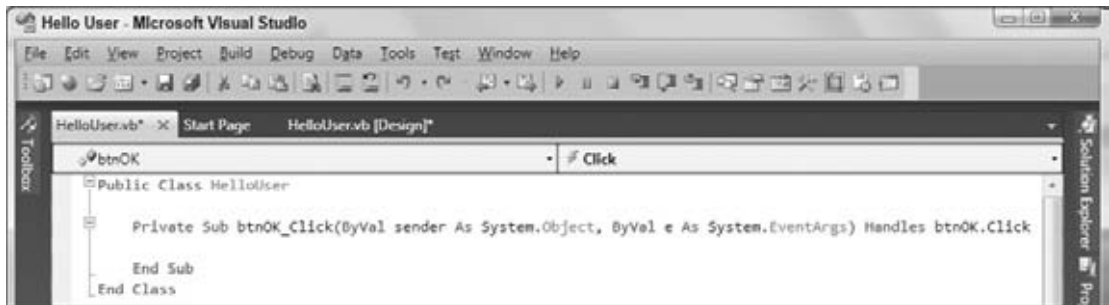 Hello User - Microsoft Visual Studio
File Edit View Project Build Debug Data Tools Test Window Help
HelloUser.vb* Start Page HelloUser.vb [Design]*
Toolbox
btnOK Click
Solution Explorer
Public Class HelloUser
Private Sub btnOK_Click(ByVal sender As System.Object, ByVal e As System.EventArgs) Handles btnOK.Click
End Sub
End Class